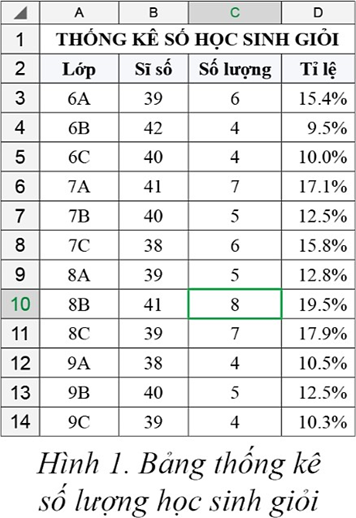 A B C D
1 THỐNG KÊ SỐ HỌC SINH GIỎI
2 Lớp Sĩ số Số lượng Tỉ lệ
3 6A 39 6 15.4%
4 6B 42 4 9.5%
5 6C 40 4 10.0%
6 7A 41 7 17.1%
7 7B 40 5 12.5%
8 7C 38 6 15.8%
9 8A 39 5 12.8%
10 8B 41 8 19.5%
11 8C 39 7 17.9%
12 9A 38 4 10.5%
13 9B 40 5 12.5%
14 9C 39 4 10.3%
Hình 1. Bảng thống kê
số lượng học sinh giỏi